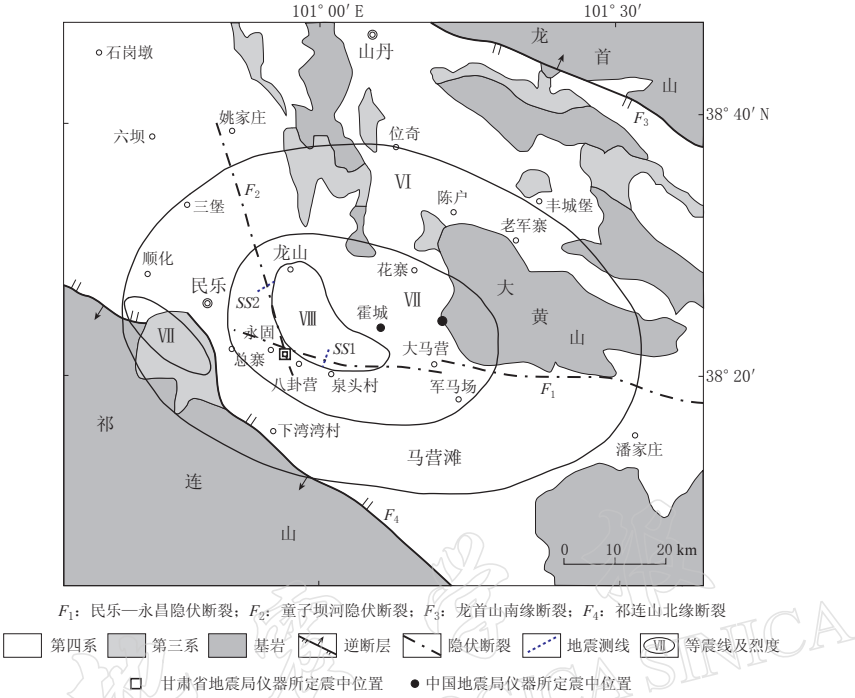 101° 00′ E
101° 30′
石岗墩
山丹
龙
首
山
F3
38° 40′ N
六坝
姚家庄
位奇
F2
Ⅵ
三堡
陈户
丰城堡
老军寨
顺化
龙山
花寨
民乐
SS2
Ⅷ
Ⅶ
霍城
大
黄
山
Ⅶ
永固
SS1
总寨
大马营
八卦营
泉头村
军马场
F1
38° 20′
祁
下湾湾村
马营滩
潘家庄
连
F4
山
0 10 20 km
F1：民乐—永昌隐伏断裂；F2：童子坝河隐伏断裂；F3：龙首山南缘断裂；F4：祁连山北缘断裂
第四系 第三系 基岩 逆断层 隐伏断裂 地震测线 Ⅶ 等震线及烈度
甘肃省地震局仪器所定震中位置 中国地震局仪器所定震中位置
SINICA